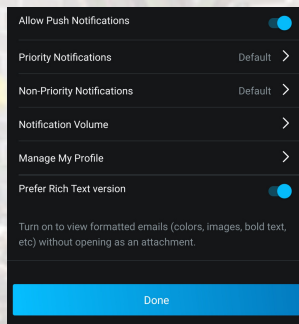 Allow Push Notifications
Priority Notifications Default
Non-Priority Notifications Default
Notification Volume
Manage My Profile
Prefer Rich Text version
Turn on to view formatted emails (colors, images, bold text,
etc) without opening as an attachment.
Done